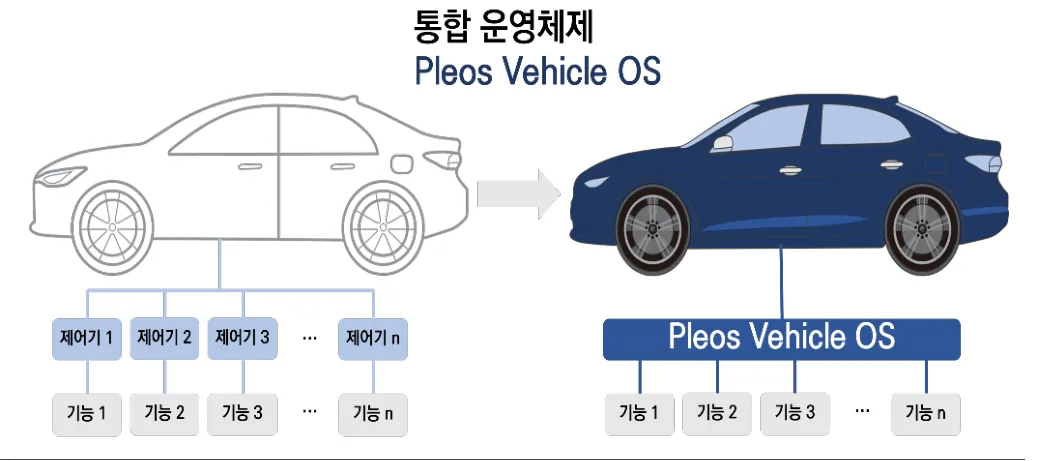 통합 운영체제
Pleos Vehicle OS
제어기 1 제어기 2 제어기 3 ··· 제어기 n
기능 1 기능 2 기능 3 ··· 기능 n
Pleos Vehicle OS
기능 1 기능 2 기능 3 ··· 기능 n